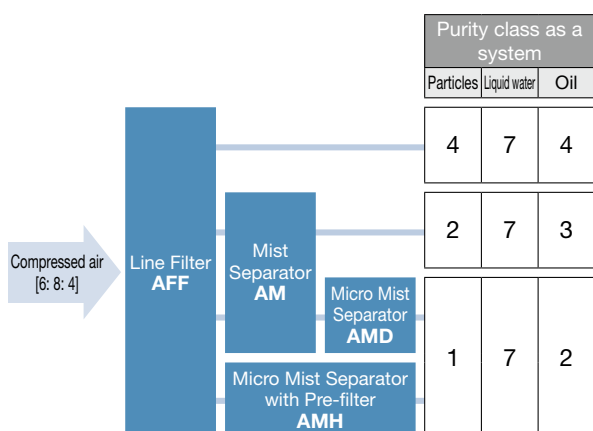 Purity class as a
system
Particles Liquid water Oil
4 7 4
2 7 3
1 7 2
Compressed air
[6: 8: 4]
Line Filter
AFF
Mist
Separator
AM
Micro Mist
Separator
AMD
Micro Mist Separator
with Pre-filter
AMH